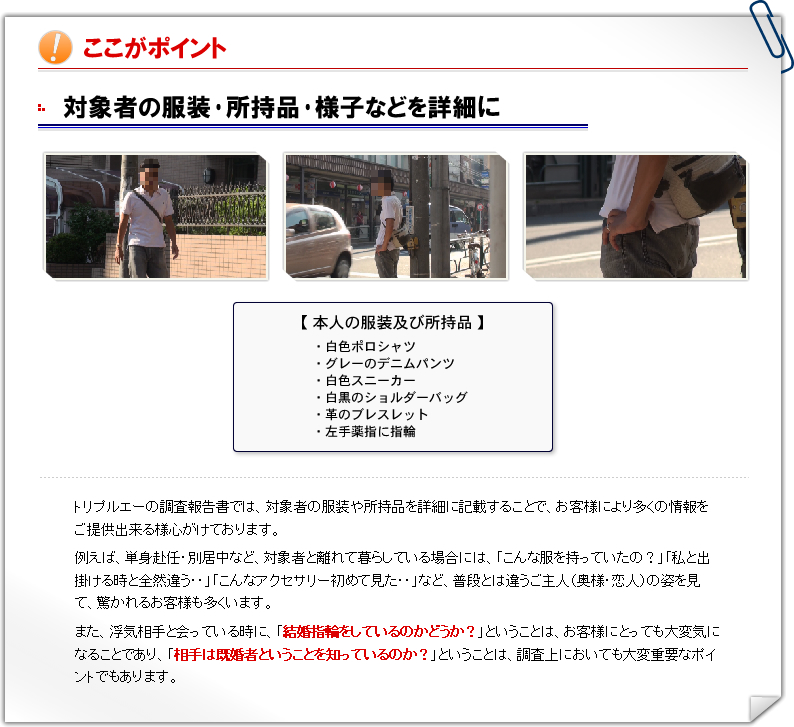 ここがポイント
対象者の服装・所持品・様子などを詳細に
【 本人の服装及び所持品 】
・白色ポロシャツ
・グレーのデニムパンツ
・白色スニーカー
・白黒のショルダーバッグ
・革のブレスレット
・左手薬指に指輪
トリプルエーの調査報告書では、対象者の服装や所持品を詳細に記載することで、お客様により多くの情報を
ご提供出来る様心がけております。
例えば、単身赴任・別居中など、対象者と離れて暮らしている場合には、「こんな服を持っていたの？」「私と出
掛ける時と全然違う・・」「こんなアクセサリー初めて見た・・」など、普段とは違うご主人（奥様・恋人）の姿を見
て、驚かれるお客様も多くいます。
また、浮気相手と会っている時に、「結婚指輪をしているのかどうか？」ということは、お客様にとっても大変気に
なることであり、「相手は既婚者ということを知っているのか？」ということは、調査上においても大変重要なポイ
ントでもあります。